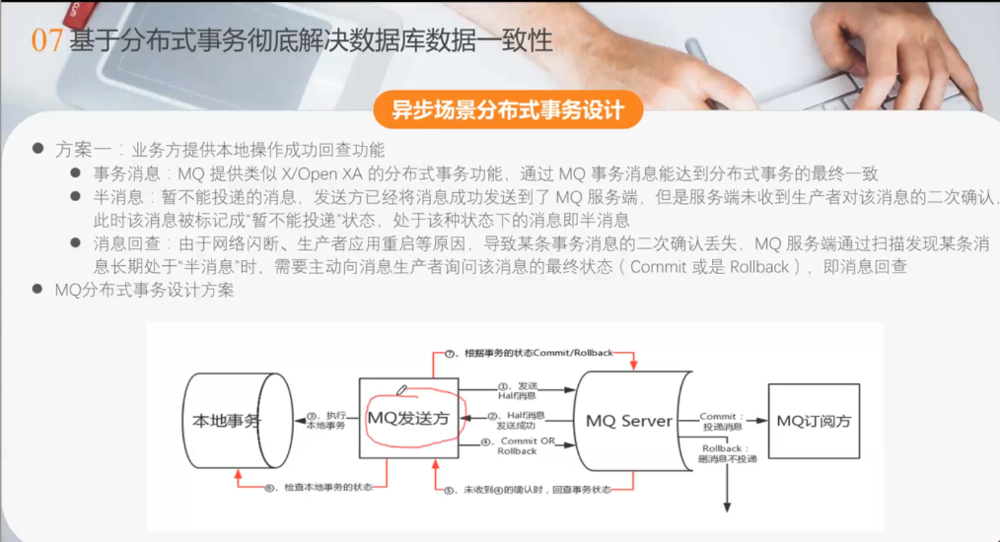 07 基于分布式事务彻底解决数据库数据一致性
异步场景分布式事务设计
方案一：业务方提供本地操作成功回查功能
事务消息：MQ 提供类似 X/Open XA 的分布式事务功能，通过 MQ 事务消息能达到分布式事务的最终一致
半消息：暂不能投递的消息，发送方已经将消息成功发送到了 MQ 服务端，但是服务端未收到生产者对该消息的二次确认，
此时该消息被标记成“暂不能投递”状态，处于该种状态下的消息即半消息
消息回查：由于网络闪断、生产者应用重启等原因，导致某条事务消息的二次确认丢失，MQ 服务端通过扫描发现某条消
息长期处于“半消息”时，需要主动向消息生产者询问该消息的最终状态（Commit 或是 Rollback），即消息回查
MQ分布式事务设计方案
⑦、根据事务的状态Commit/Rollback
①、发送
Half消息
本地事务
③、执行
本地事务
MQ发送方
②、Half消息
发送成功
MQ Server
Commit：
投递消息
MQ订阅方
④、Commit OR
Rollback
Rollback：
删消息不投递
⑥、检查本地事务的状态
⑤、未收到④的确认时，回查事务状态